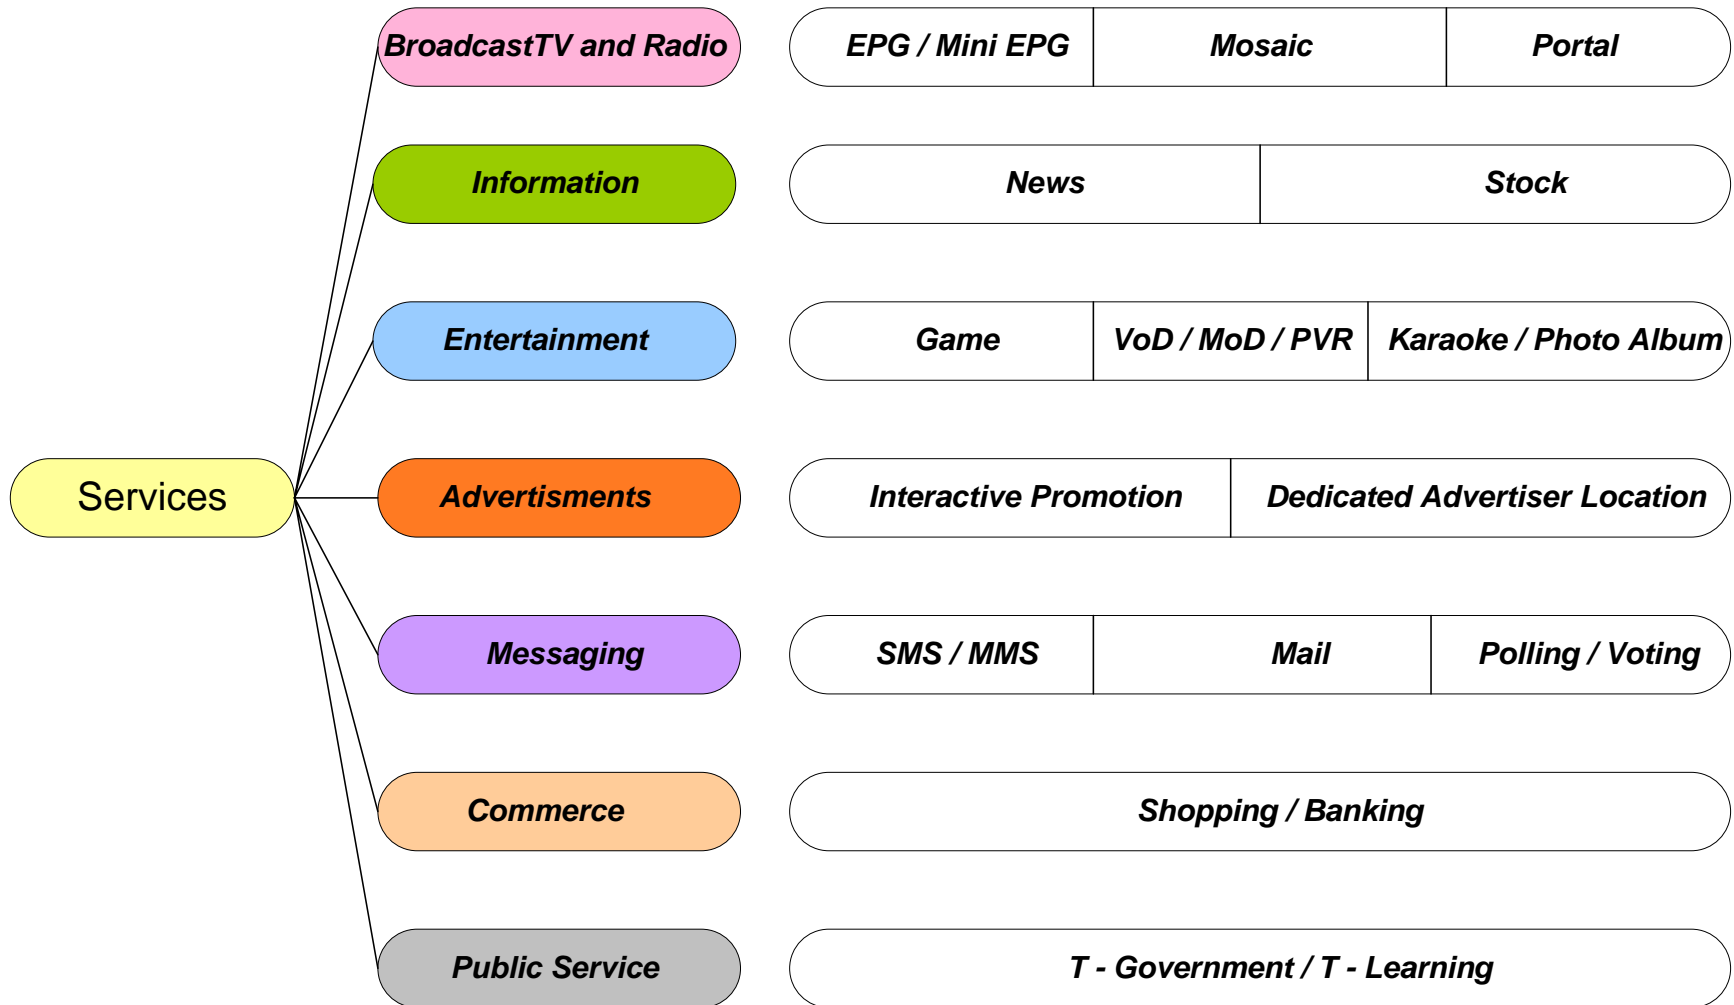 BroadcastTV and Radio EPG / Mini EPG Mosaic Portal
Information News Stock
Entertainment Game VoD / MoD / PVR Karaoke / Photo Album
Services Advertisments Interactive Promotion Dedicated Advertiser Location
Messaging SMS / MMS Mail Polling / Voting
Commerce Shopping / Banking
Public Service T - Government / T - Learning